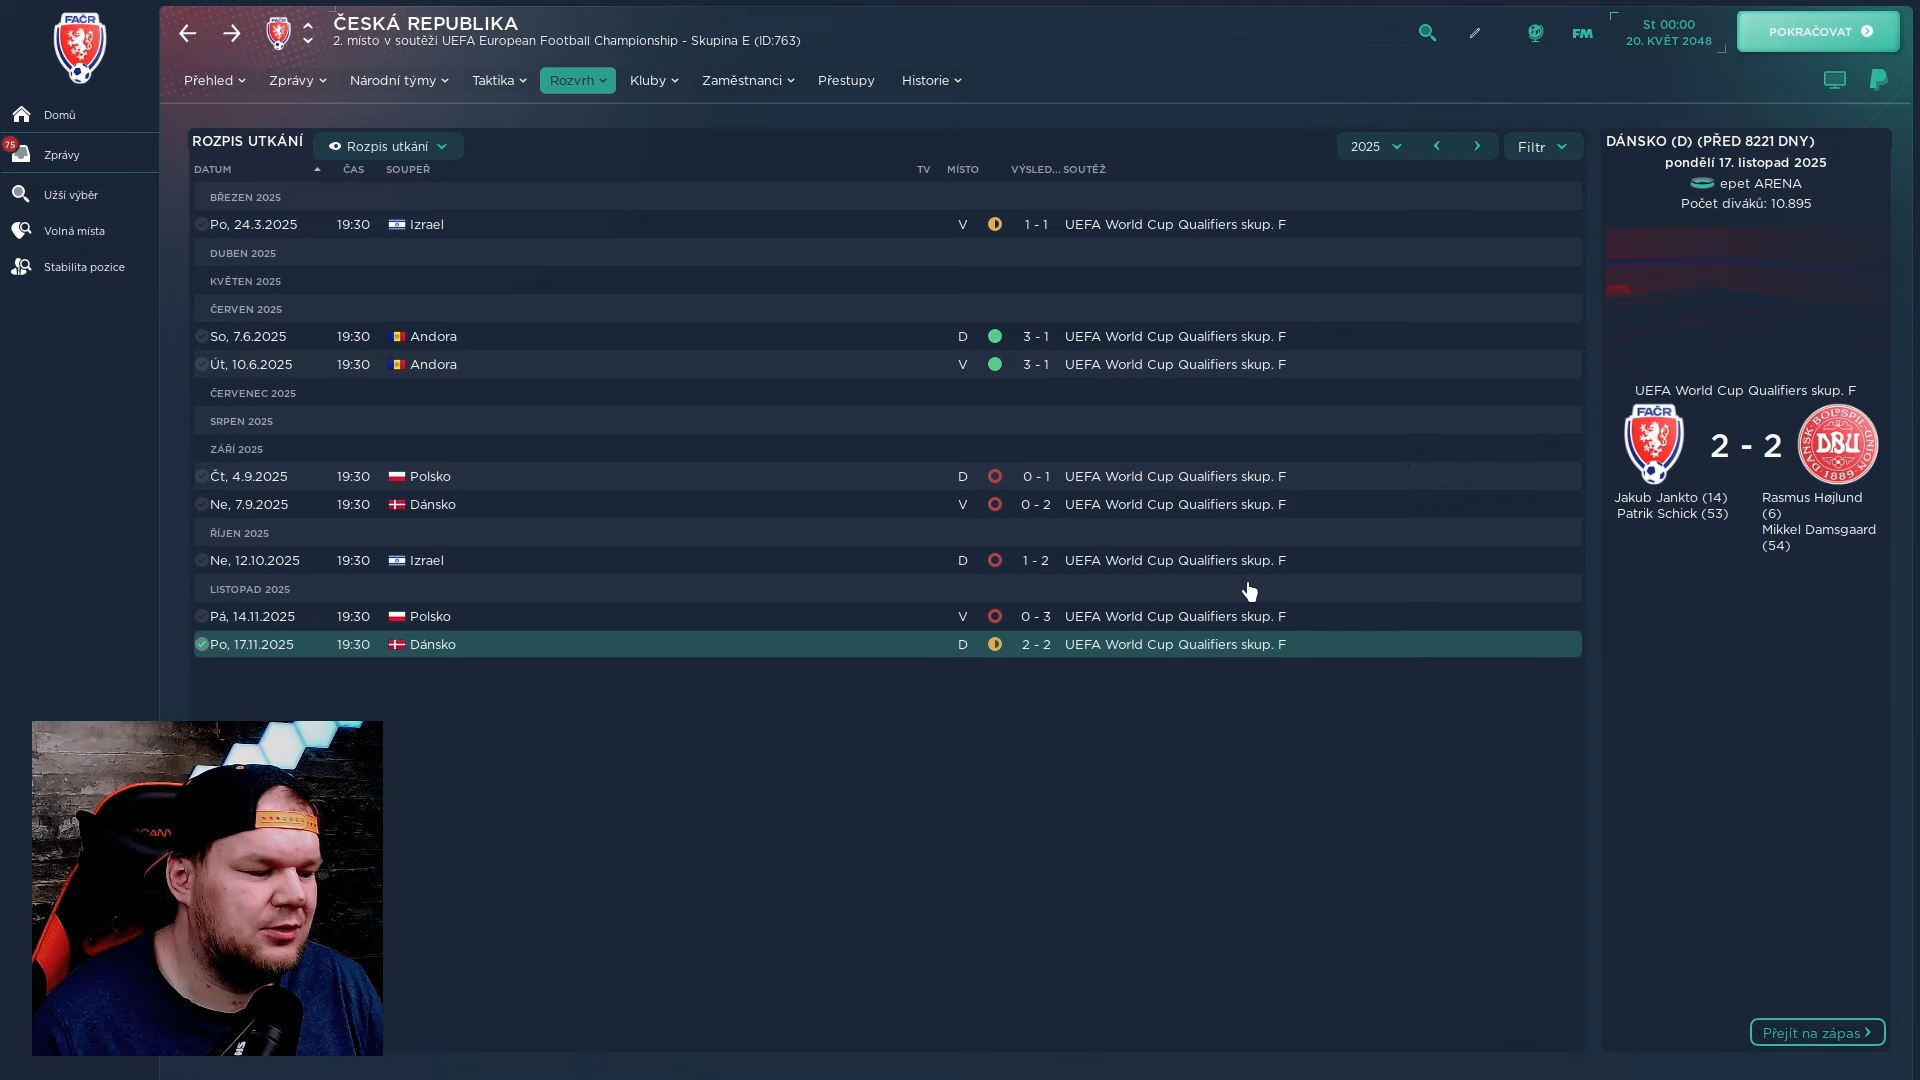 FAČR
Domů
75
Zprávy
Užší výběr
Volná místa
Stabilita pozice
ČESKÁ REPUBLIKA
2. místo v soutěži UEFA European Football Championship - Skupina E (ID:763)
FM
St 00:00
20. KVĚT 2048
POKRAČOVAT
Přehled
Zprávy
Národní týmy
Taktika
Rozvrh
Kluby
Zaměstnanci
Přestupy
Historie
ROZPIS UTKÁNÍ
Rozpis utkání
2025
Filtr
DATUM ČAS SOUPEŘ TV MÍSTO VÝSLED... SOUTĚŽ
BŘEZEN 2025
Po, 24.3.2025 19:30 Izrael V 1 - 1 UEFA World Cup Qualifiers skup. F
DUBEN 2025
KVĚTEN 2025
ČERVEN 2025
So, 7.6.2025 19:30 Andora D 3 - 1 UEFA World Cup Qualifiers skup. F
Út, 10.6.2025 19:30 Andora V 3 - 1 UEFA World Cup Qualifiers skup. F
ČERVENEC 2025
SRPEN 2025
ZÁŘÍ 2025
Čt, 4.9.2025 19:30 Polsko D 0 - 1 UEFA World Cup Qualifiers skup. F
Ne, 7.9.2025 19:30 Dánsko V 0 - 2 UEFA World Cup Qualifiers skup. F
ŘÍJEN 2025
Ne, 12.10.2025 19:30 Izrael D 1 - 2 UEFA World Cup Qualifiers skup. F
LISTOPAD 2025
Pá, 14.11.2025 19:30 Polsko V 0 - 3 UEFA World Cup Qualifiers skup. F
Po, 17.11.2025 19:30 Dánsko D 2 - 2 UEFA World Cup Qualifiers skup. F
DÁNSKO (D) (PŘED 8221 DNY)
pondělí 17. listopad 2025
epet ARENA
Počet diváků: 10.895
UEFA World Cup Qualifiers skup. F
FAČR
2 - 2
DANSK BOLDSPIL-UNION
DBU
1889
Jakub Jankto (14)
Patrik Schick (53)
Rasmus Højlund
(6)
Mikkel Damsgaard
(54)
Přejít na zápas